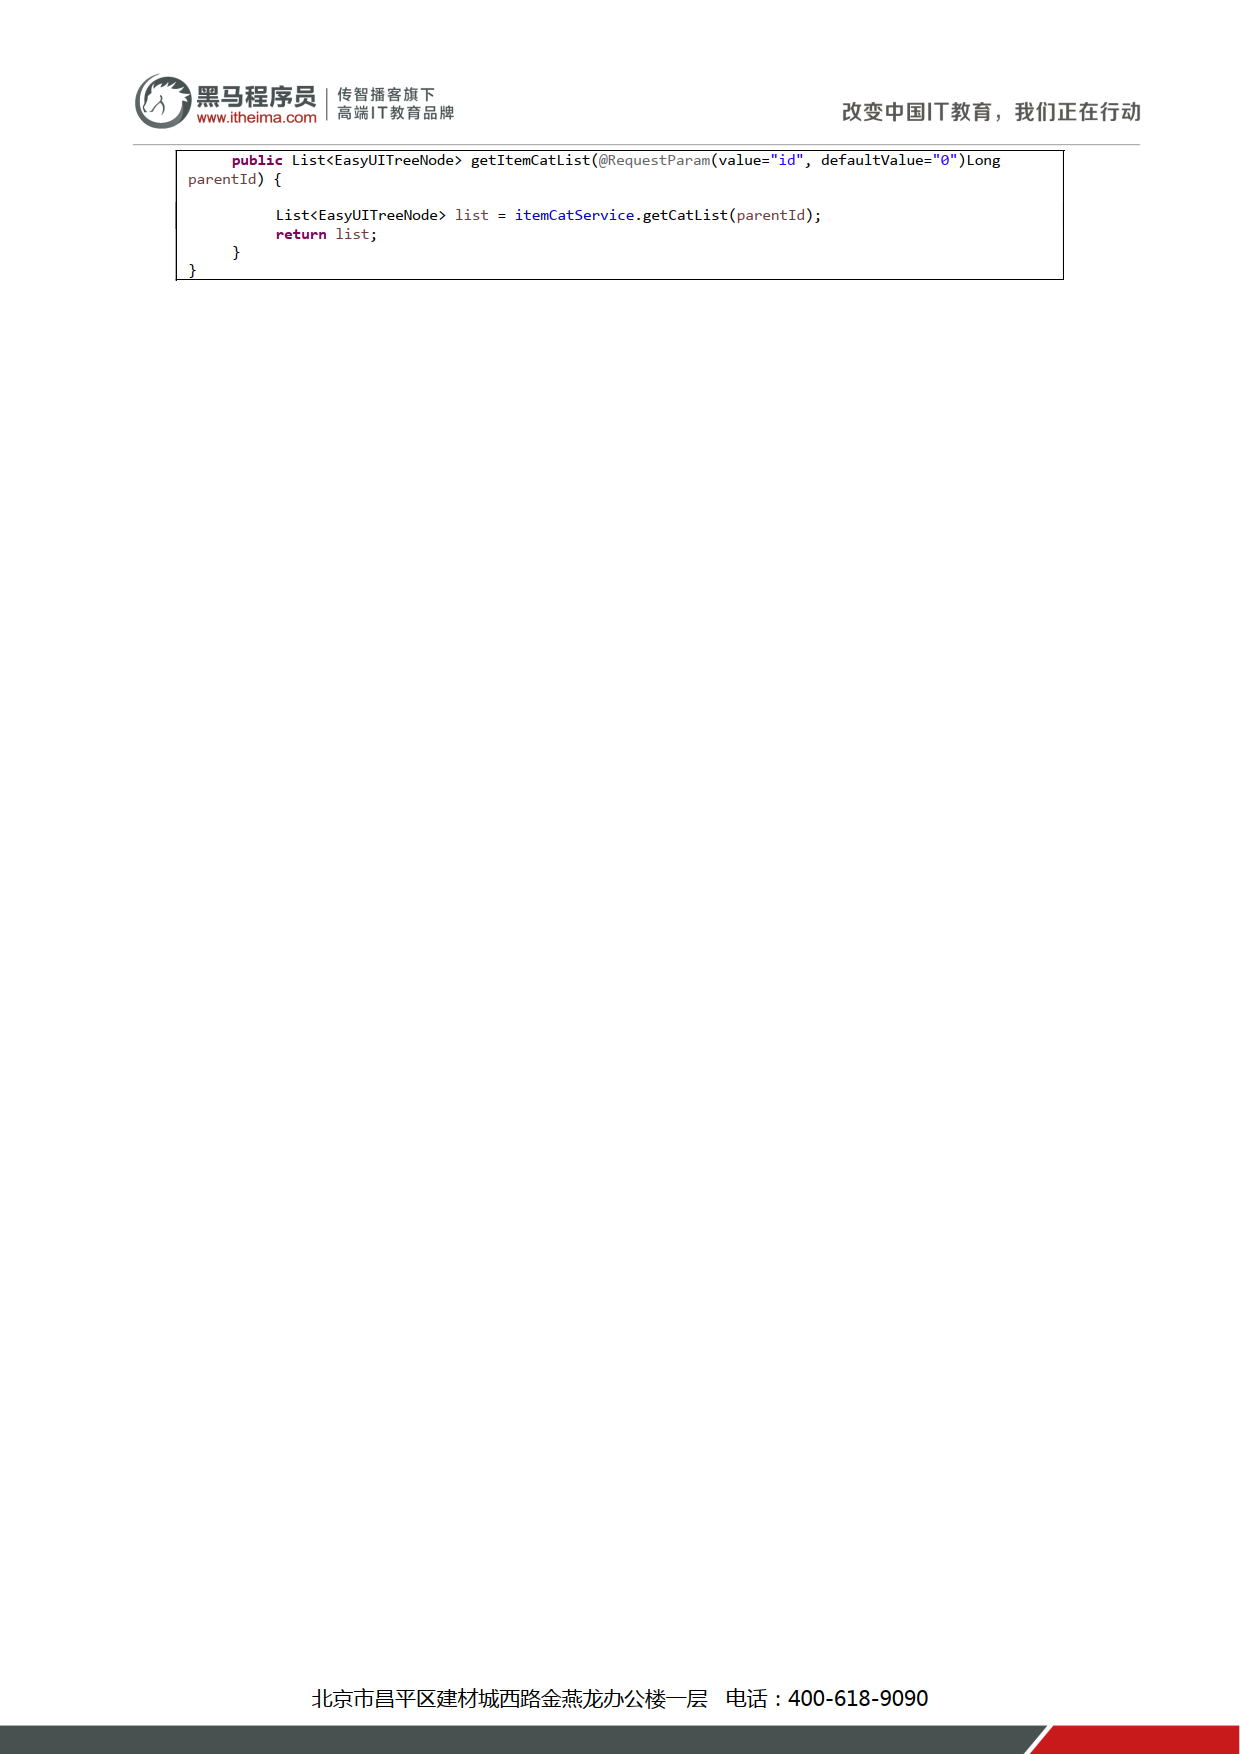 黑马程序员
www.itheima.com
传智播客旗下
高端IT教育品牌
改变中国IT教育，我们正在行动
public List<EasyUITreeNode> getItemCatList(@RequestParam(value="id", defaultValue="0")Long
parentId) {
List<EasyUITreeNode> list = itemCatService.getCatList(parentId);
return list;
}
}
北京市昌平区建材城西路金燕龙办公楼一层 电话：400-618-9090